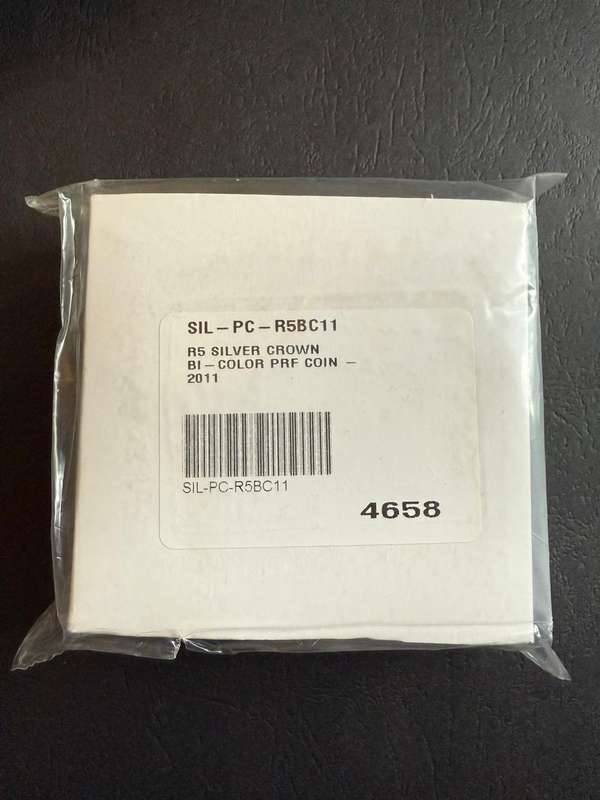 SIL-PC-R5BC11
R5 SILVER CROWN
BI-COLOR PRF COIN -
2011
SIL-PC-R5BC11
4658